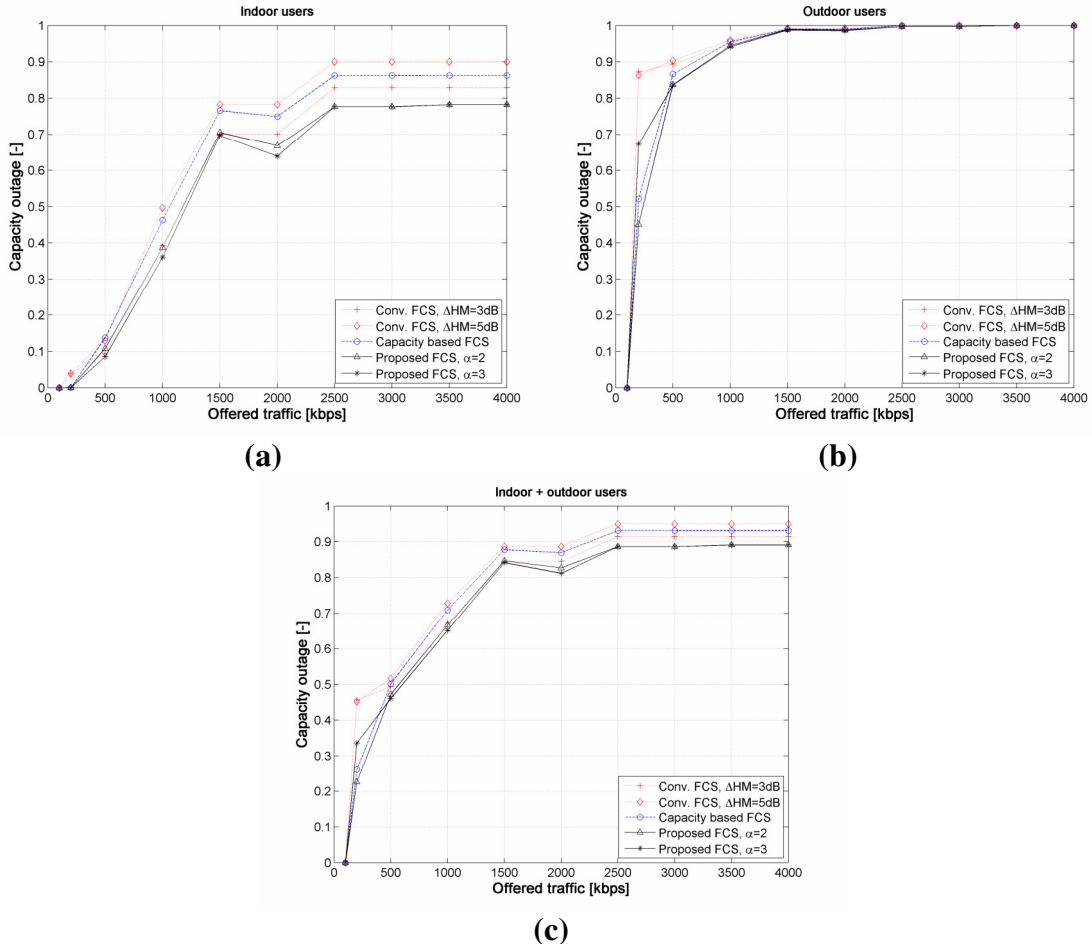 Indoor users
Capacity outage [-]
1
0.9
0.8
0.7
0.6
0.5
0.4
0.3
0.2
0.1
0
0 500 1000 1500 2000 2500 3000 3500 4000
Offered traffic [kbps]
Conv. FCS, ΔHM=3dB
Conv. FCS, ΔHM=5dB
Capacity based FCS
Proposed FCS, α=2
Proposed FCS, α=3
(a)
Outdoor users
Capacity outage [-]
1
0.9
0.8
0.7
0.6
0.5
0.4
0.3
0.2
0.1
0
0 500 1000 1500 2000 2500 3000 3500 4000
Offered traffic [kbps]
Conv. FCS, ΔHM=3dB
Conv. FCS, ΔHM=5dB
Capacity based FCS
Proposed FCS, α=2
Proposed FCS, α=3
(b)
Indoor + outdoor users
Capacity outage [-]
1
0.9
0.8
0.7
0.6
0.5
0.4
0.3
0.2
0.1
0
0 500 1000 1500 2000 2500 3000 3500 4000
Offered traffic [kbps]
Conv. FCS, ΔHM=3dB
Conv. FCS, ΔHM=5dB
Capacity based FCS
Proposed FCS, α=2
Proposed FCS, α=3
(c)